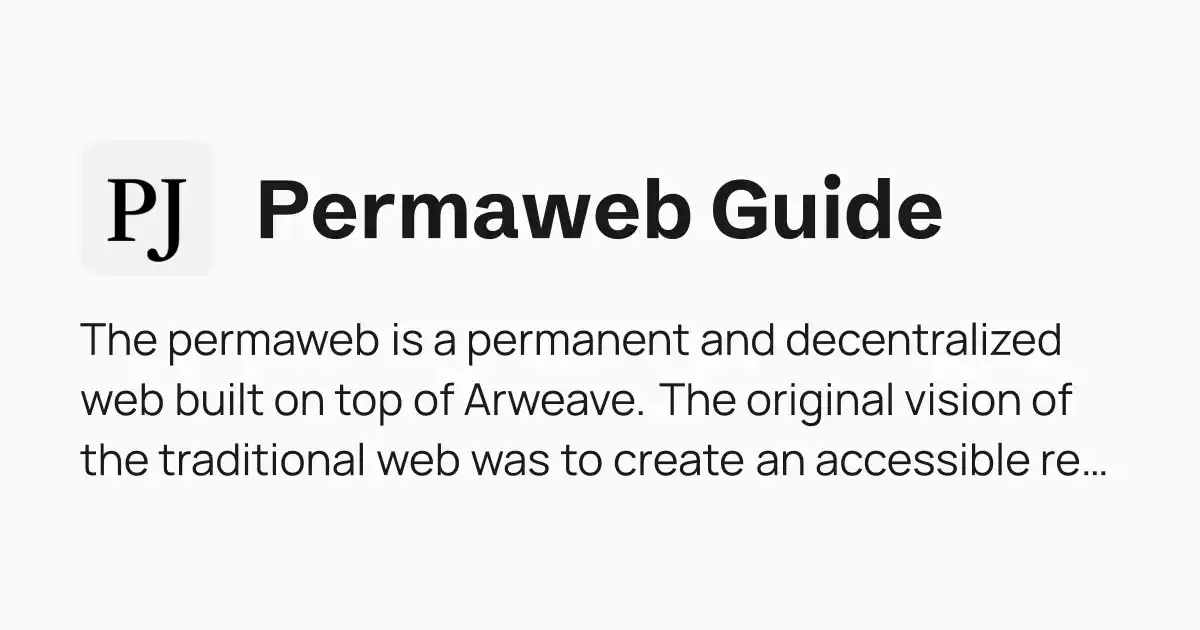 PJ Permaweb Guide
The permaweb is a permanent and decentralized
web built on top of Arweave. The original vision of
the traditional web was to create an accessible re…